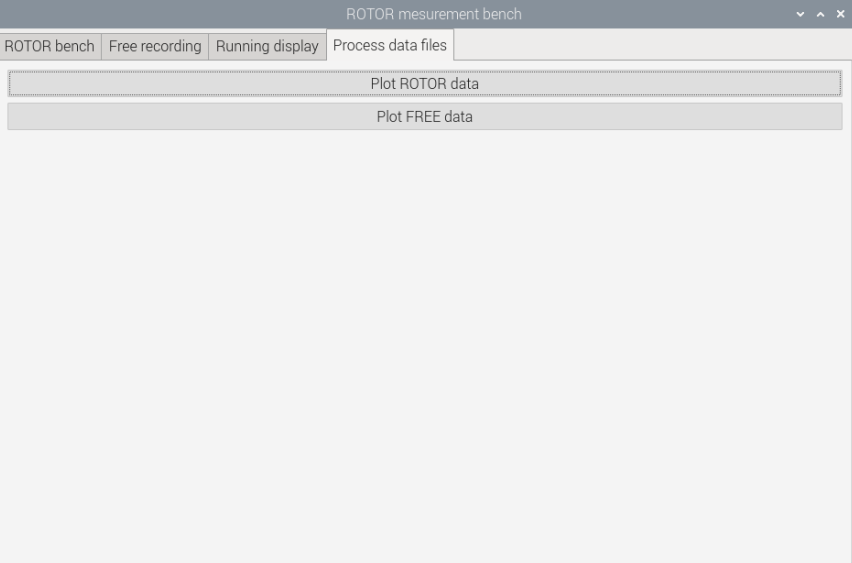 ROTOR mesurement bench
ROTOR bench Free recording Running display Process data files
Plot ROTOR data
Plot FREE data